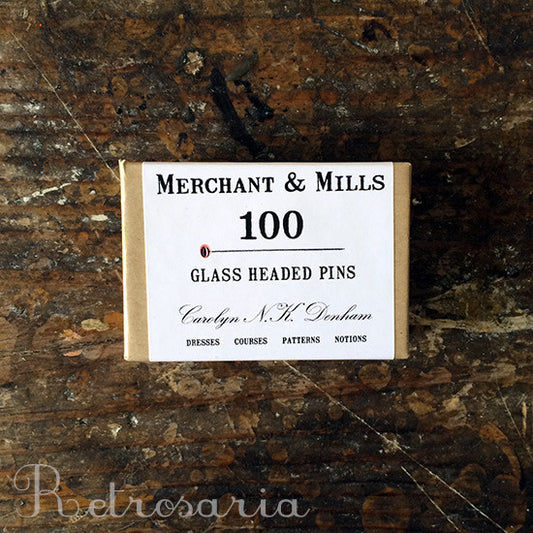 MERCHANT & MILLS
100
GLASS HEADED PINS
Carolyn N.K. Denham
DRESSES COURSES PATTERNS NOTIONS
Retrosaria